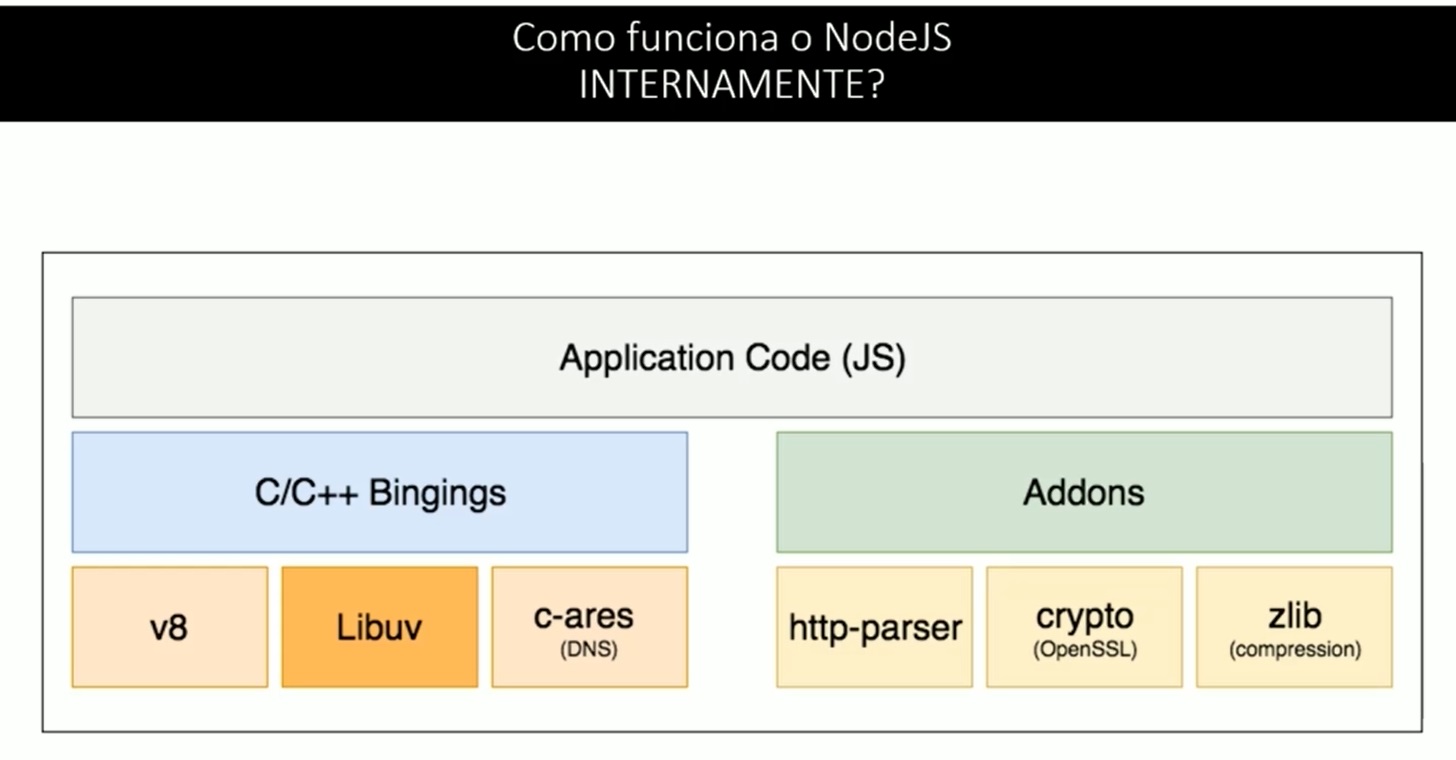 Como funciona o NodeJS
INTERNAMENTE?
Application Code (JS)
C/C++ Bingings
Addons
v8
Libuv
c-ares
(DNS)
http-parser
crypto
(OpenSSL)
zlib
(compression)